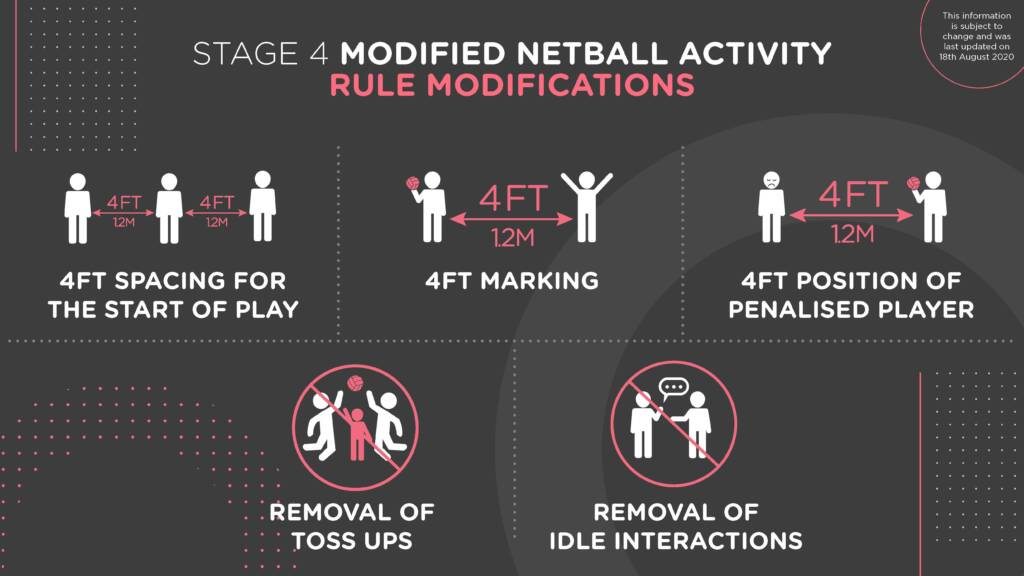 This information
is subject to
change and was
last updated on
18th August 2020
STAGE 4 MODIFIED NETBALL ACTIVITY
RULE MODIFICATIONS
4FT
1.2M
4FT
1.2M
4FT SPACING FOR
THE START OF PLAY
4FT
1.2M
4FT MARKING
4FT
1.2M
4FT POSITION OF
PENALISED PLAYER
REMOVAL OF
TOSS UPS
REMOVAL OF
IDLE INTERACTIONS